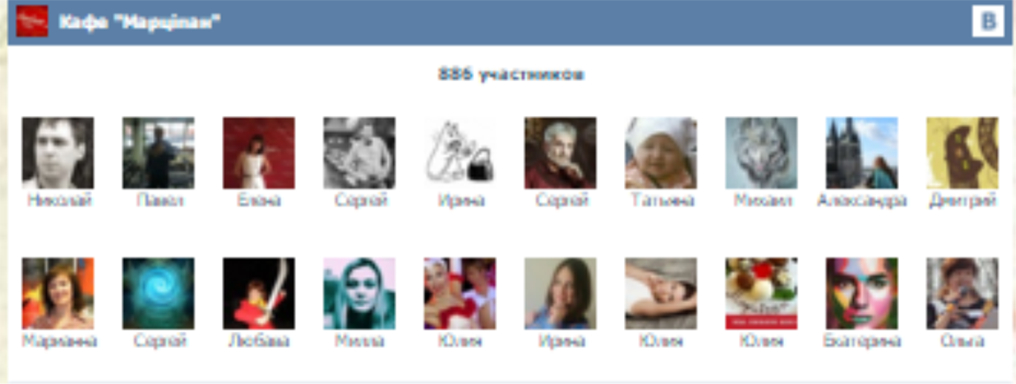 Кафе "Марціпан"
B
886 участников
Николай Павел Елена Сергей Ирина Сергей Татьяна Михаил Александра Дмитрий
Марианна Сергей Любава Милла Юлия Ирина Юлия Юлия Екатерина Ольга